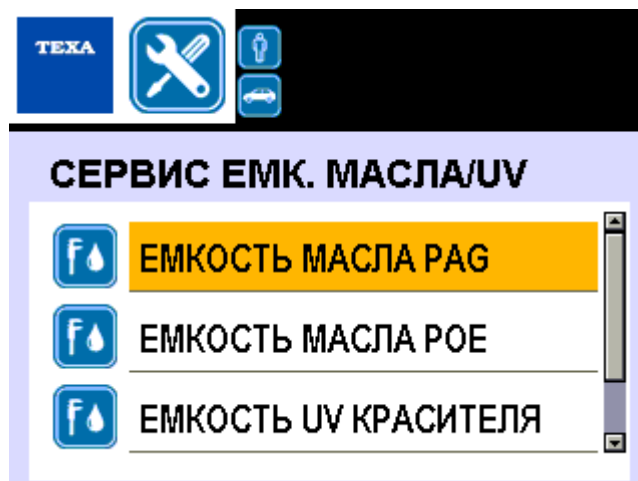 TEXA
СЕРВИС ЕМК. МАСЛА/UV
ЕМКОСТЬ МАСЛА PAG
ЕМКОСТЬ МАСЛА POE
ЕМКОСТЬ UV КРАСИТЕЛЯ